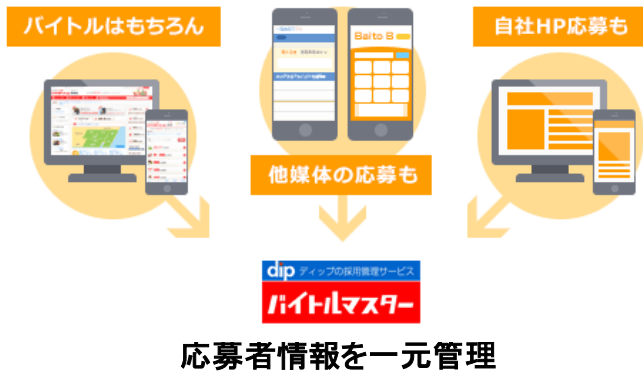 バイトルはもちろん
Baito B
自社HP応募も
他媒体の応募も
dip ディップの採用管理サービス
バイトルマスター
応募者情報を一元管理